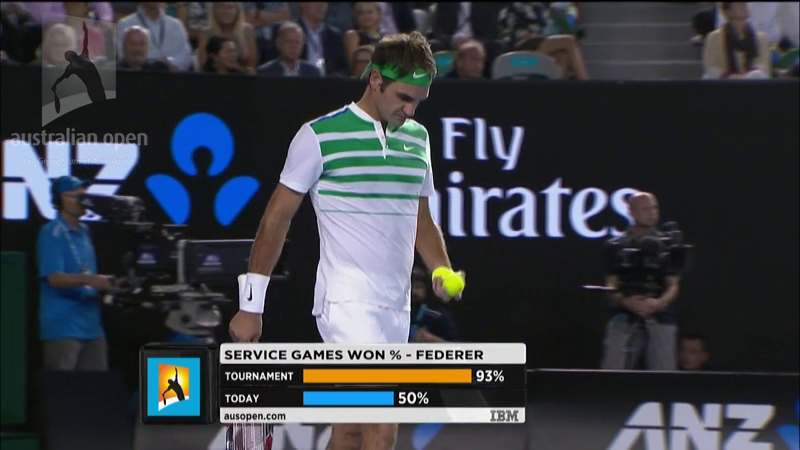 australian open
ANZ
Fly
Emirates
SERVICE GAMES WON % - FEDERER
TOURNAMENT 93%
TODAY 50%
ausopen.com IBM
ANZ